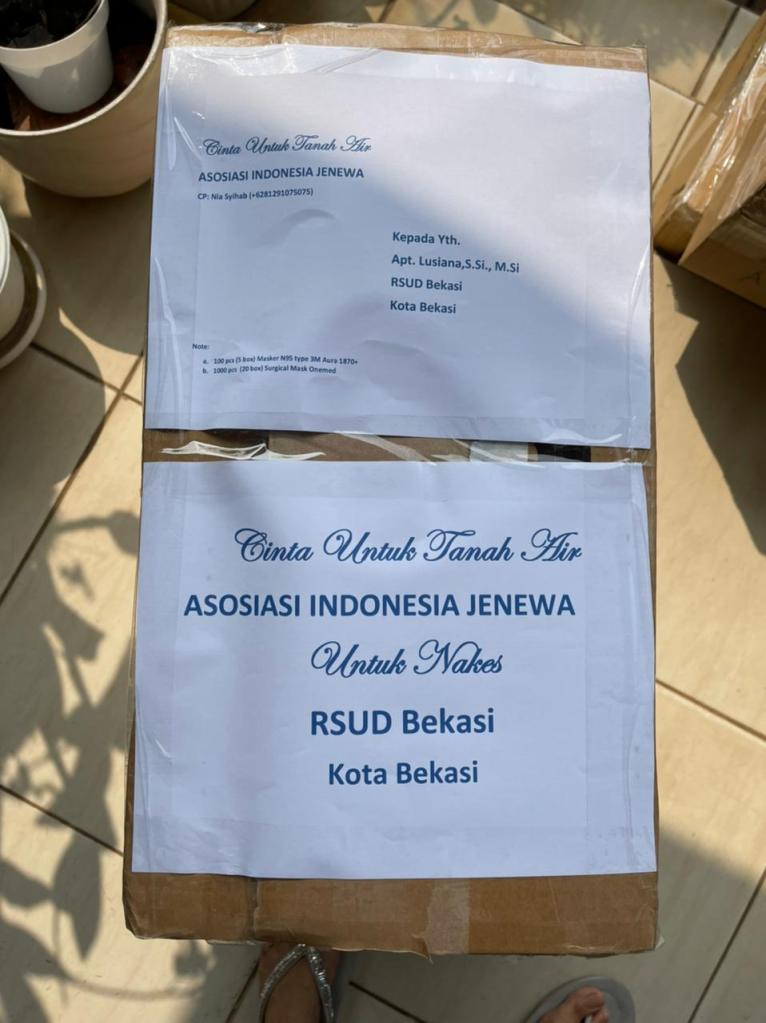 Cinta Untuk Tanah Air
ASOSIASI INDONESIA JENEWA
CP: Nia Syihab (+6281291075075)
Kepada Yth.
Apt. Lusiana,S.Si., M.Si
RSUD Bekasi
Kota Bekasi
Note:
a. 100 pcs (5 box) Masker N95 type 3M Aura 1870+
b. 1000 pcs (20 box) Surgical Mask Onemed
Cinta Untuk Tanah Air
ASOSIASI INDONESIA JENEWA
Untuk Nakes
RSUD Bekasi
Kota Bekasi